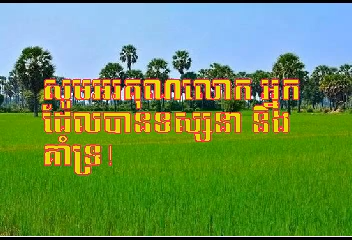 សូមអរគុណលោក អ្នក
ដែលបានទស្សនា និង
គាំទ្រ!